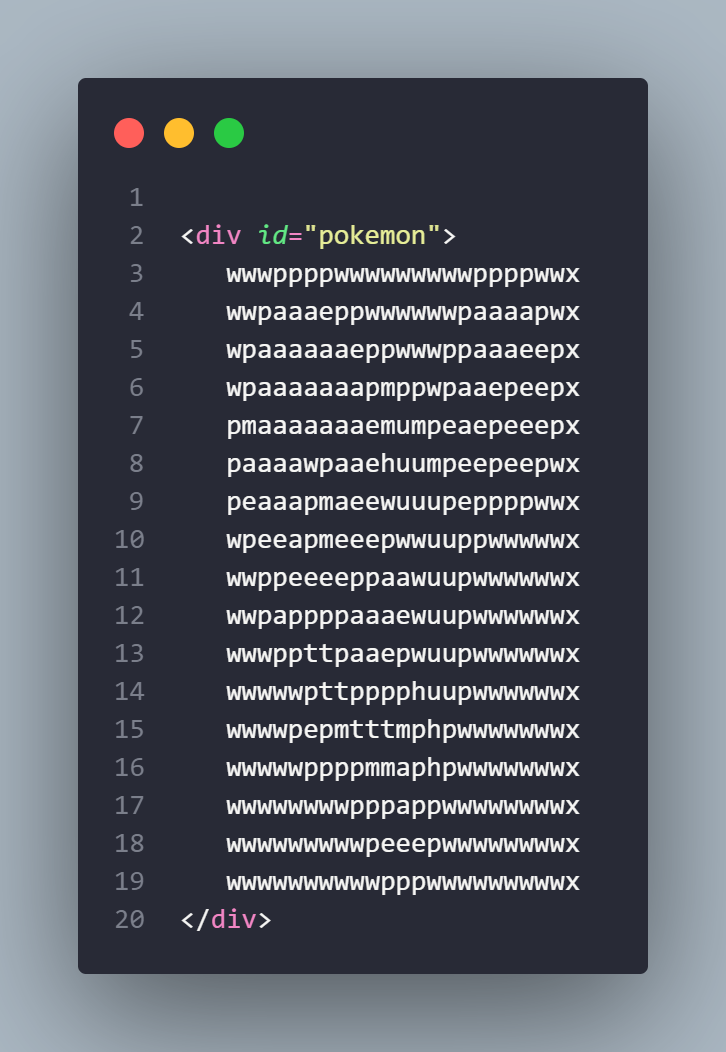 1
2 <div id="pokemon">
3 wwwppppwwwwwwwwwppppwwx
4 wwpaaaeppwwwwwwpaaaapwx
5 wpaaaaaaeppwwwppaaaeepx
6 wpaaaaaaapmppwpaaepeepx
7 pmaaaaaaaemumpeaepeeepx
8 paaaawpaaehuumpeepeepwx
9 peaaapmaeewuuupeppppwwx
10 wpeeapmeeepwwuuppwwwwwx
11 wwppeeeeppaawuupwwwwwwx
12 wwpappppaaaewuupwwwwwwx
13 wwwppttpaaepwuupwwwwwwx
14 wwwwwpttpppphuupwwwwwwx
15 wwwwpepmtttmphpwwwwwwwx
16 wwwwwppppmmaphpwwwwwwwx
17 wwwwwwwwpppappwwwwwwwwx
18 wwwwwwwwwpeeepwwwwwwwwx
19 wwwwwwwwwwpppwwwwwwwwwx
20 </div>